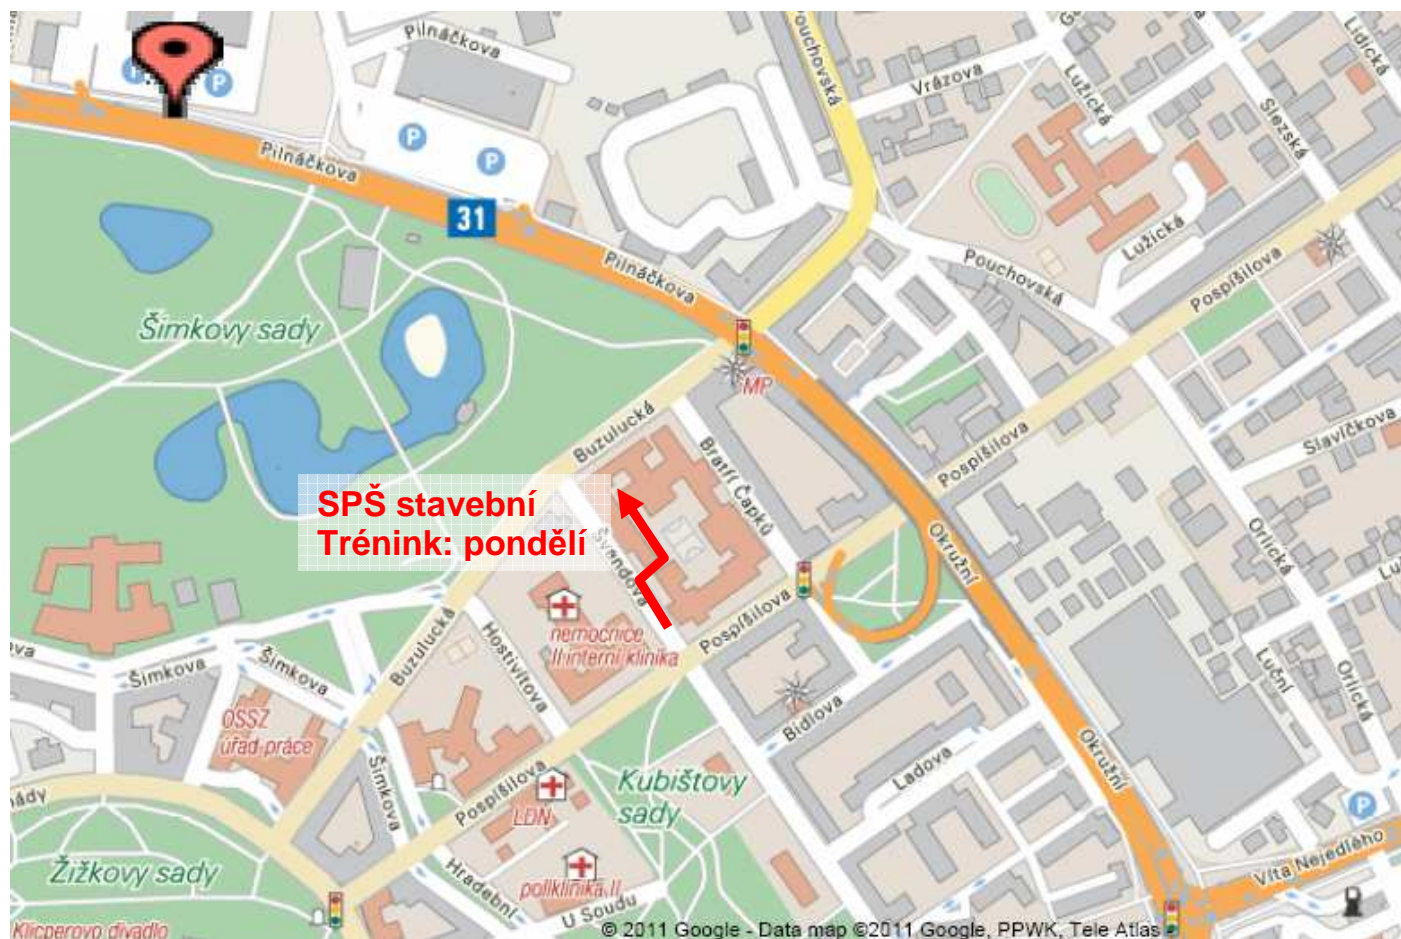 Pilnáčkova
Pouchovská
Vrázova
Lužická
Lidická
Slezská
Pilnáčkova
31
Lužická
Pilnáčkova
Pouchovská
Pospíšilova
Šimkovy sady
MP
Buzulucká
Bratří Čapků
Pospíšilova
Slavíčkova
SPŠ stavební
Trénink: pondělí
Švendova
Okružní
Orlická
Pospíšilova
Buzulucká
Hostivítova
nemocnice
II interní klinika
Šimkova
Šimkova
Luční
Orlická
OSSZ
úřad práce
Bidlova
Okružní
Ladova
Šimkova
Pospíšilova
LDN
Kubištovy
sady
P
Víta Nejedlého
Žižkovy sady
Hradební
poliklinika II.
U Soudu
Klicperovo divadlo
© 2011 Google - Data map ©2011 Google, PPWK, Tele Atlas